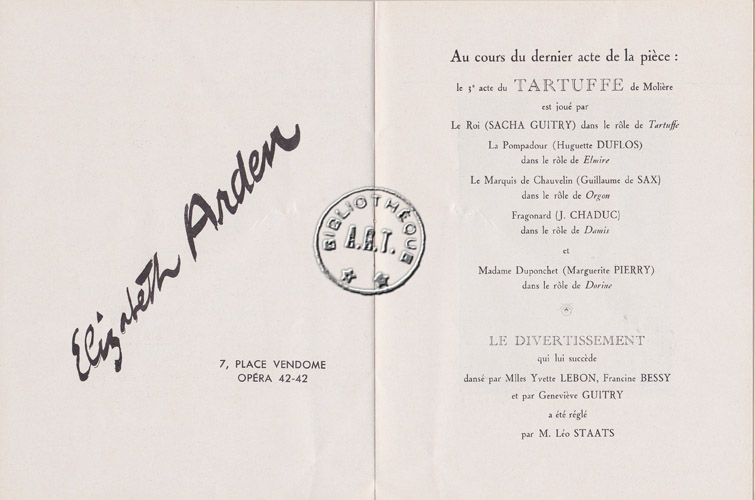 Elizabeth Arden
7, PLACE VENDOME
OPÉRA 42-42
BIBLIOTHÈQUE
A.R.T.
Au cours du dernier acte de la pièce :
le 3e acte du TARTUFFE de Molière
est joué par
Le Roi (SACHA GUITRY) dans le rôle de Tartuffe
La Pompadour (Huguette DUFLOS)
dans le rôle de Elmire
Le Marquis de Chauvelin (Guillaume de SAX)
dans le rôle de Orgon
Fragonard (J. CHADUC)
dans le rôle de Damis
et
Madame Duponchet (Marguerite PIERRY)
dans le rôle de Dorine
LE DIVERTISSEMENT
qui lui succède
dansé par Mlles Yvette LEBON, Francine BESSY
et par Geneviève GUITRY
a été réglé
par M. Léo STAATS